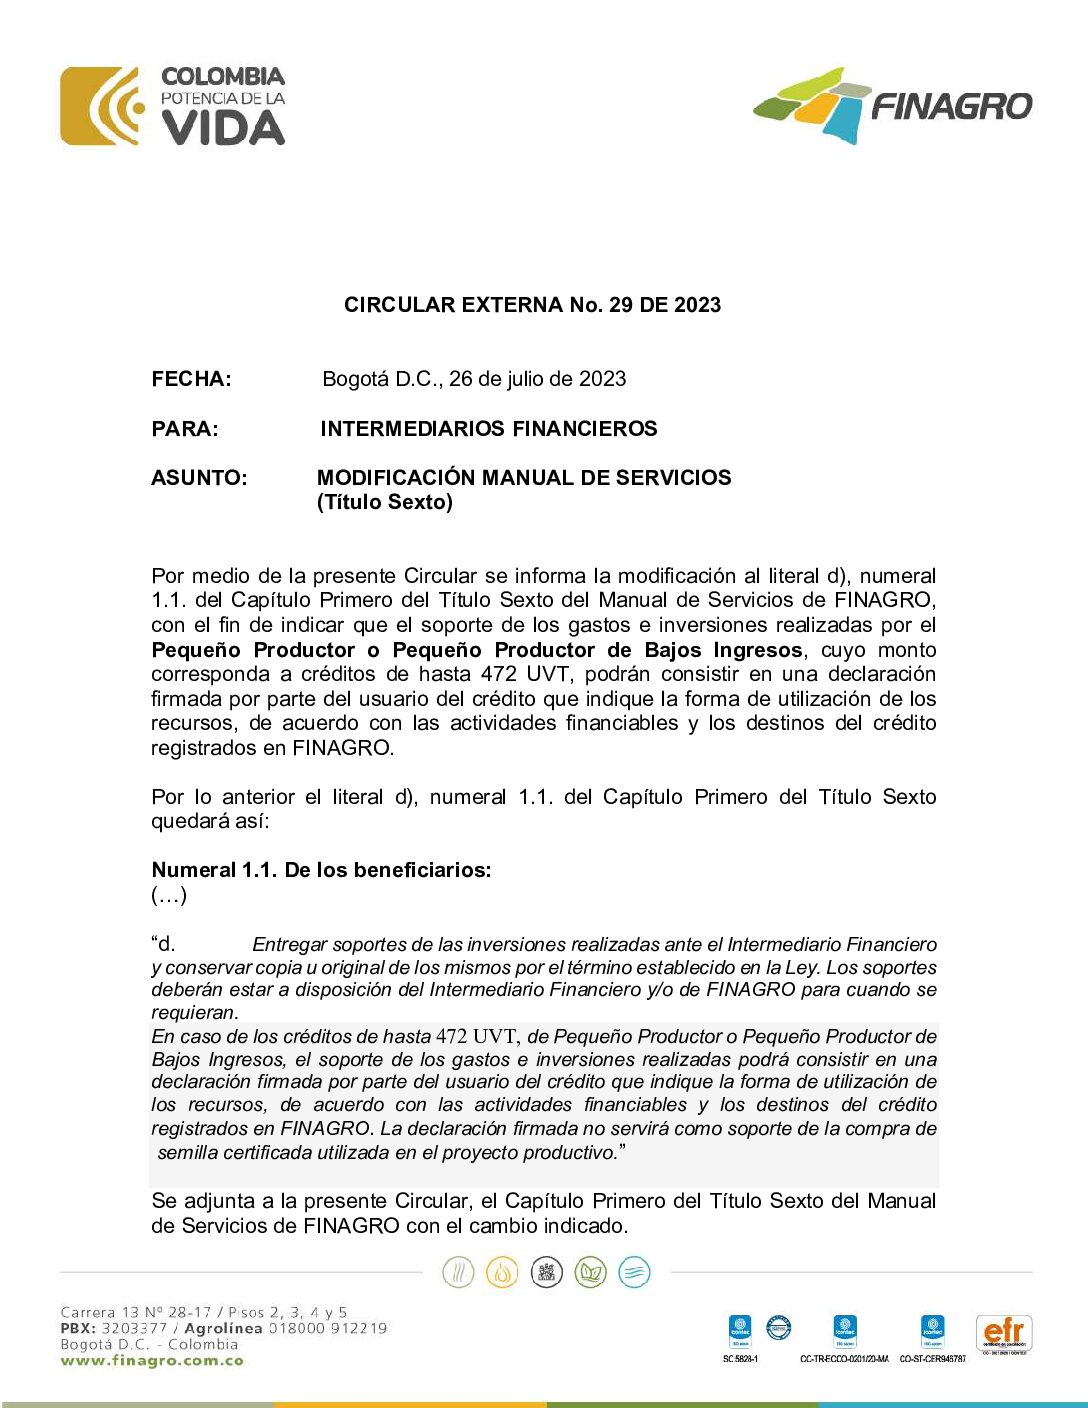 COLOMBIA
POTENCIA DE LA
VIDA
FINAGRO
CIRCULAR EXTERNA No. 29 DE 2023
FECHA: Bogotá D.C., 26 de julio de 2023
PARA: INTERMEDIARIOS FINANCIEROS
ASUNTO: MODIFICACIÓN MANUAL DE SERVICIOS
(Título Sexto)
Por medio de la presente Circular se informa la modificación al literal d), numeral
1.1. del Capítulo Primero del Título Sexto del Manual de Servicios de FINAGRO,
con el fin de indicar que el soporte de los gastos e inversiones realizadas por el
Pequeño Productor o Pequeño Productor de Bajos Ingresos, cuyo monto
corresponda a créditos de hasta 472 UVT, podrán consistir en una declaración
firmada por parte del usuario del crédito que indique la forma de utilización de los
recursos, de acuerdo con las actividades financiables y los destinos del crédito
registrados en FINAGRO.
Por lo anterior el literal d), numeral 1.1. del Capítulo Primero del Título Sexto
quedará así:
Numeral 1.1. De los beneficiarios:
(…)
“d. Entregar soportes de las inversiones realizadas ante el Intermediario Financiero
y conservar copia u original de los mismos por el término establecido en la Ley. Los soportes
deberán estar a disposición del Intermediario Financiero y/o de FINAGRO para cuando se
requieran.
En caso de los créditos de hasta 472 UVT, de Pequeño Productor o Pequeño Productor de
Bajos Ingresos, el soporte de los gastos e inversiones realizadas podrá consistir en una
declaración firmada por parte del usuario del crédito que indique la forma de utilización de
los recursos, de acuerdo con las actividades financiables y los destinos del crédito
registrados en FINAGRO. La declaración firmada no servirá como soporte de la compra de
semilla certificada utilizada en el proyecto productivo.”
Se adjunta a la presente Circular, el Capítulo Primero del Título Sexto del Manual
de Servicios de FINAGRO con el cambio indicado.
Carrera 13 Nº 28-17 / Pisos 2, 3, 4 y 5
PBX: 3203377 / Agrolínea 018000 912219
Bogotá D.C. - Colombia
www.finagro.com.co
icontec
icontec
icontec
efr
SC 5828-1
CC-TR-ECCO-0201/20-MA
CO-ST-CER946787